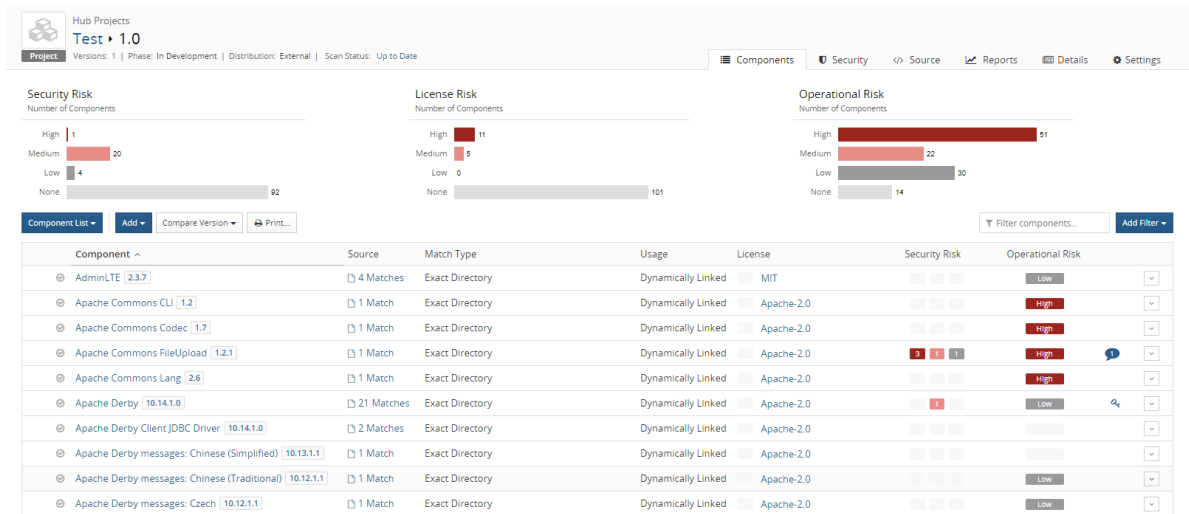 Hub Projects
Test ‣ 1.0
Project
Versions: 1 | Phase: In Development | Distribution: External | Scan Status: Up to Date
Components Security Source Reports Details Settings
Security Risk
Number of Components
High 1
Medium 20
Low 4
None 92
License Risk
Number of Components
High 11
Medium 5
Low 0
None 101
Operational Risk
Number of Components
High 51
Medium 22
Low 30
None 14
Component List Add Compare Version Print... Filter components... Add Filter
Component Source Match Type Usage License Security Risk Operational Risk
AdminLTE 2.3.7 4 Matches Exact Directory Dynamically Linked MIT Low
Apache Commons CLI 1.2 1 Match Exact Directory Dynamically Linked Apache-2.0 High
Apache Commons Codec 1.7 1 Match Exact Directory Dynamically Linked Apache-2.0 High
Apache Commons FileUpload 1.2.1 1 Match Exact Directory Dynamically Linked Apache-2.0 3 1 1 High 1
Apache Commons Lang 2.6 1 Match Exact Directory Dynamically Linked Apache-2.0 High
Apache Derby 10.14.1.0 21 Matches Exact Directory Dynamically Linked Apache-2.0 1 Low
Apache Derby Client JDBC Driver 10.14.1.0 2 Matches Exact Directory Dynamically Linked Apache-2.0
Apache Derby messages: Chinese (Simplified) 10.13.1.1 1 Match Exact Directory Dynamically Linked Apache-2.0
Apache Derby messages: Chinese (Traditional) 10.12.1.1 1 Match Exact Directory Dynamically Linked Apache-2.0 Low
Apache Derby messages: Czech 10.12.1.1 1 Match Exact Directory Dynamically Linked Apache-2.0 Low